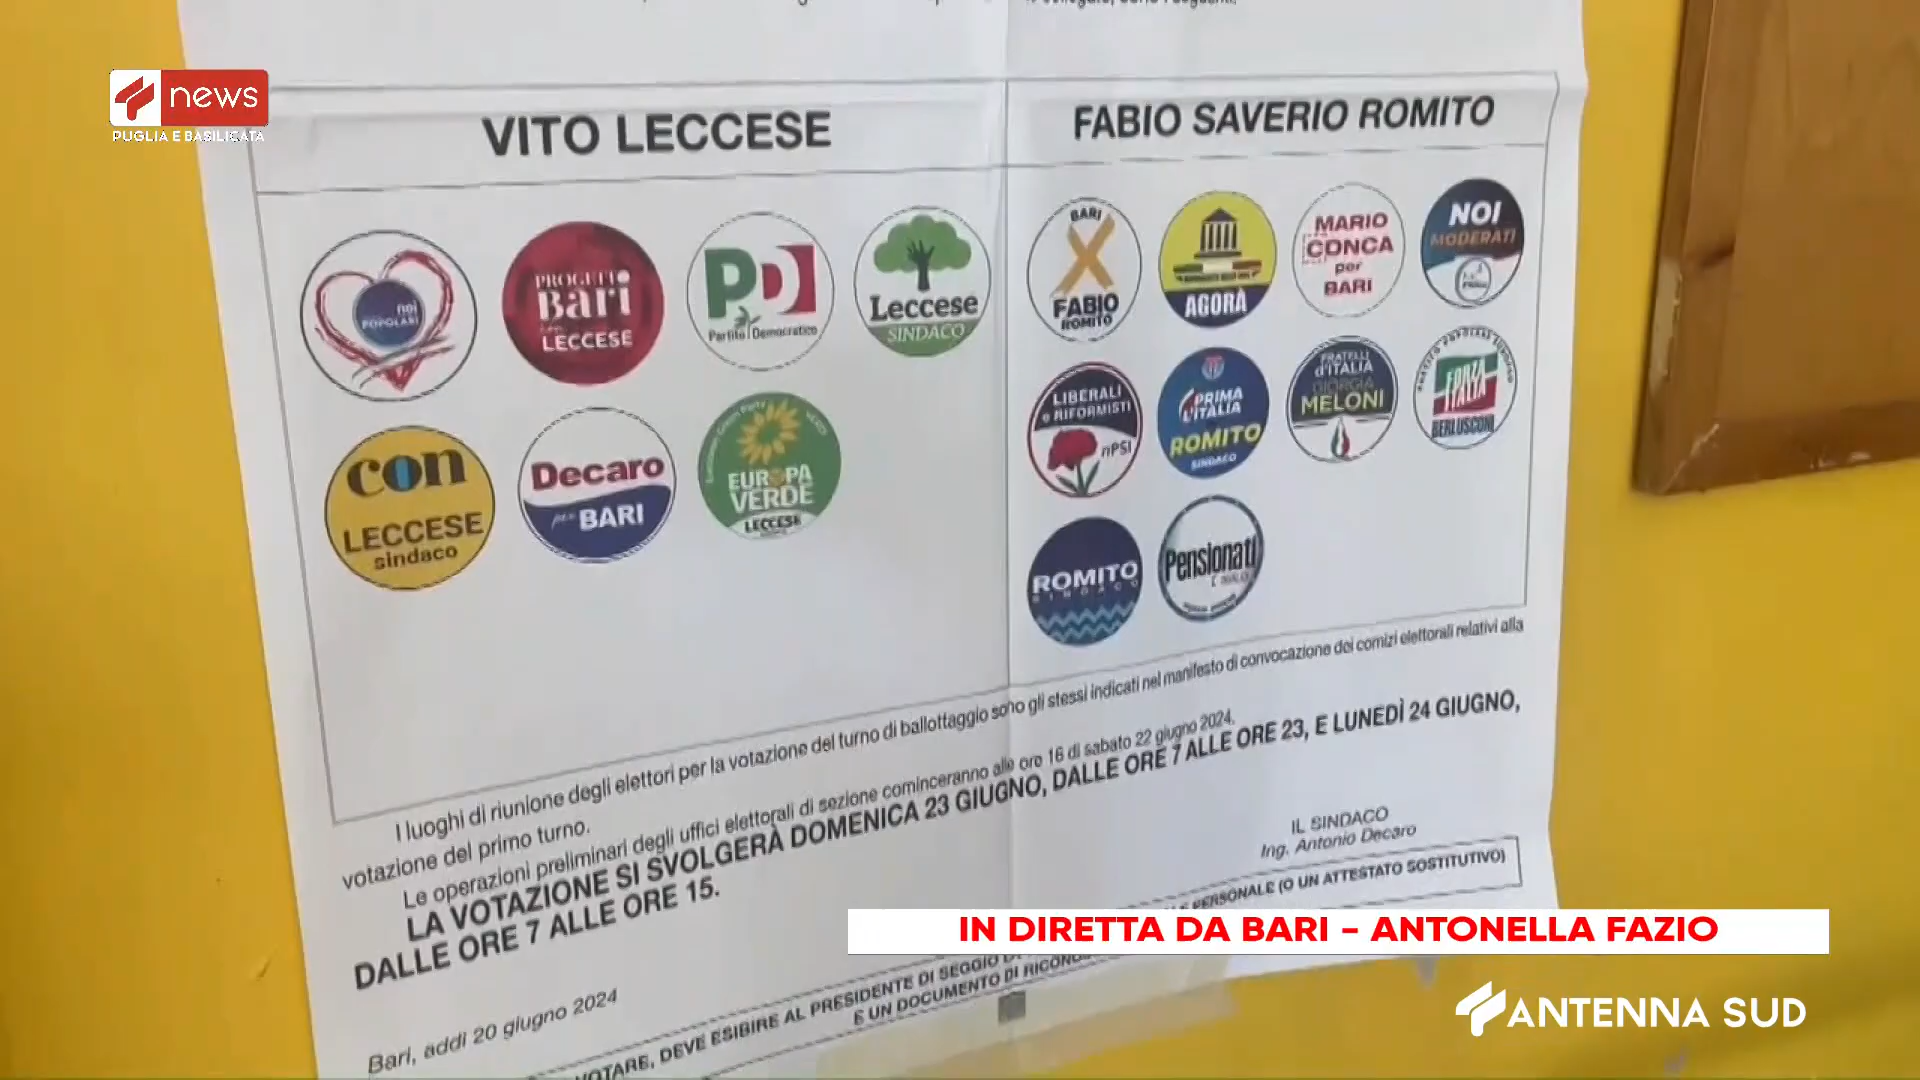 news
PUGLIA E BASILICATA
VITO LECCESE
FABIO SAVERIO ROMITO
noi
POPOLARI
PROGETTO
Bari
LECCESE
PD
Partito Democratico
Leccese
SINDACO
con
LECCESE
sindaco
Decaro
per BARI
EUROPA
VERDE
LECCESE
BARI
FABIO
ROMITO
AGORÀ
MARIO
CONCA
per
BARI
NOI
MODERATI
LIBERALI
e RIFORMISTI
nPSI
PRIMA
L'ITALIA
ROMITO
SINDACO
FRATELLI
d'ITALIA
GIORGIA
MELONI
PARTITO POPOLARE EUROPEO
FORZA
ITALIA
BERLUSCONI
ROMITO
SINDACO
Pensionati
I luoghi di riunione degli elettori per la votazione del turno di ballottaggio sono gli stessi indicati nel manifesto di convocazione dei comizi elettorali relativi alla
votazione del primo turno.
Le operazioni preliminari degli uffici elettorali di sezione cominceranno alle ore 16 di sabato 22 giugno 2024.
LA VOTAZIONE SI SVOLGERÀ DOMENICA 23 GIUGNO, DALLE ORE 7 ALLE ORE 23, E LUNEDÌ 24 GIUGNO,
DALLE ORE 7 ALLE ORE 15.
IL SINDACO
Ing. Antonio Decaro
Bari, addì 20 giugno 2024
PERSONALE (O UN ATTESTATO SOSTITUTIVO)
VOTARE, DEVE ESIBIRE AL PRESIDENTE DI SEGGIO
E UN DOCUMENTO DI
IN DIRETTA DA BARI - ANTONELLA FAZIO
ANTENNA SUD